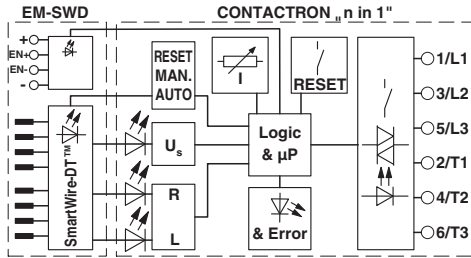 EM-SWD
CONTACTRON „n in 1"
+
EN+
EN-
-
SmartWire-DT™
RESET
MAN.
AUTO
Us
R
L
I
RESET
Logic
& µP
& Error
1/L1
3/L2
5/L3
2/T1
4/T2
6/T3